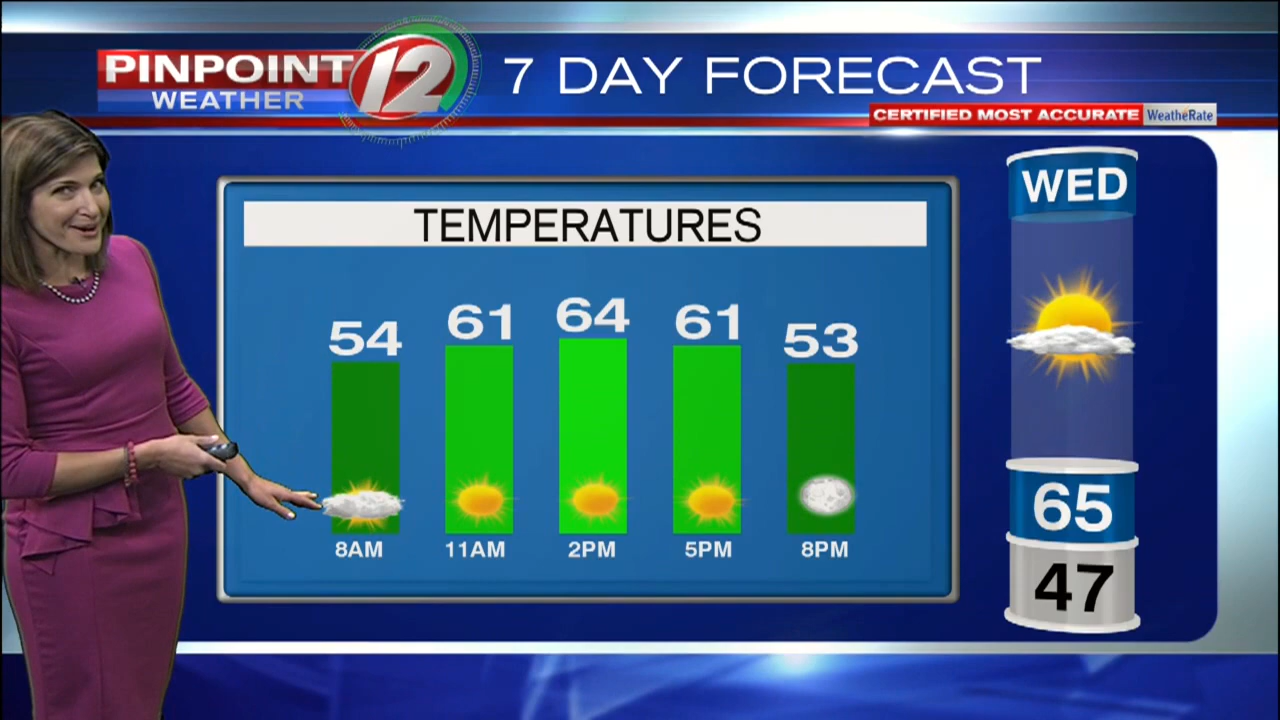 PINPOINT 12
WEATHER
7 DAY FORECAST
CERTIFIED MOST ACCURATE WeatheRate
TEMPERATURES
54 61 64 61 53
8AM 11AM 2PM 5PM 8PM
WED
65
47